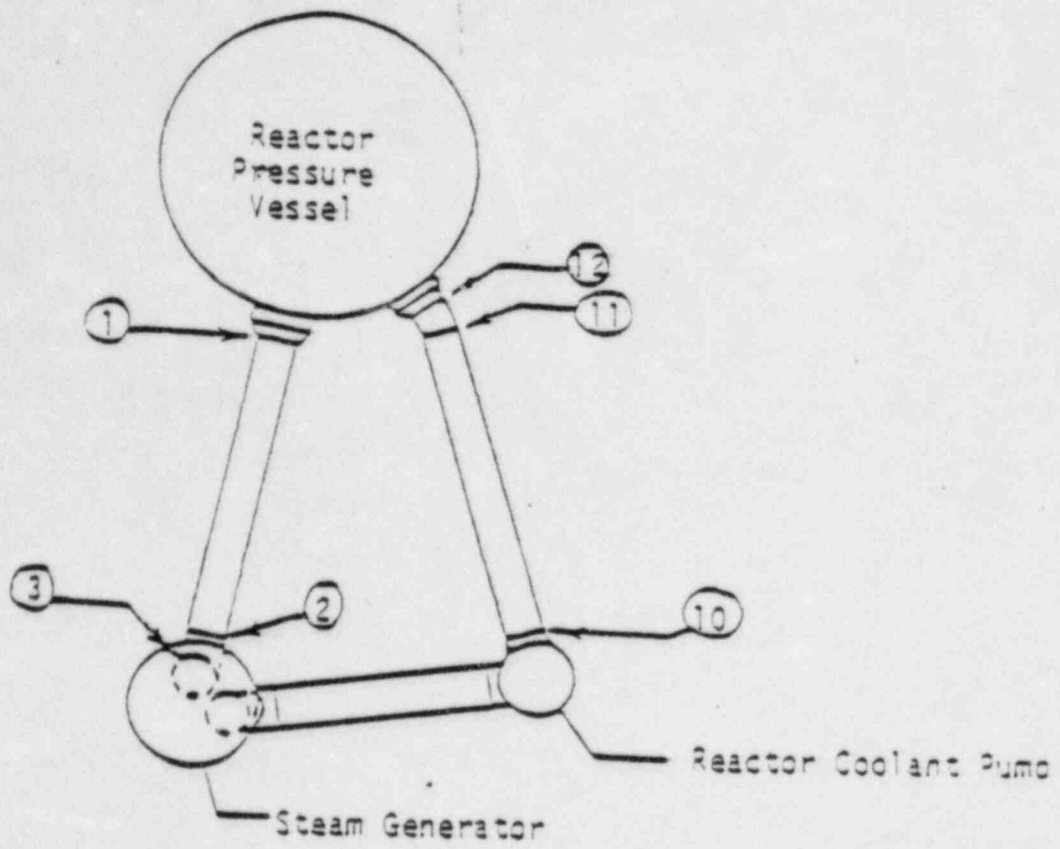 Reactor
Pressure
Vessel
12
1
11
3
2
10
Reactor Coolant Pump
Steam Generator